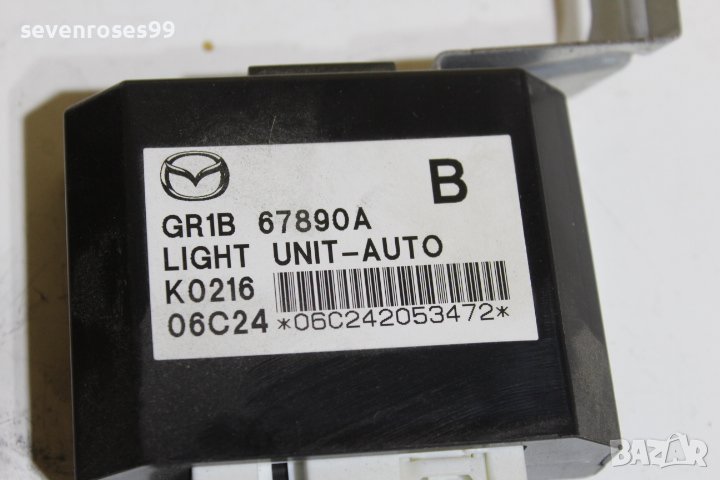 sevenroses99
B
GR1B 67890A
LIGHT UNIT-AUTO
K0216
06C24 *06C242053472*
BAZAR